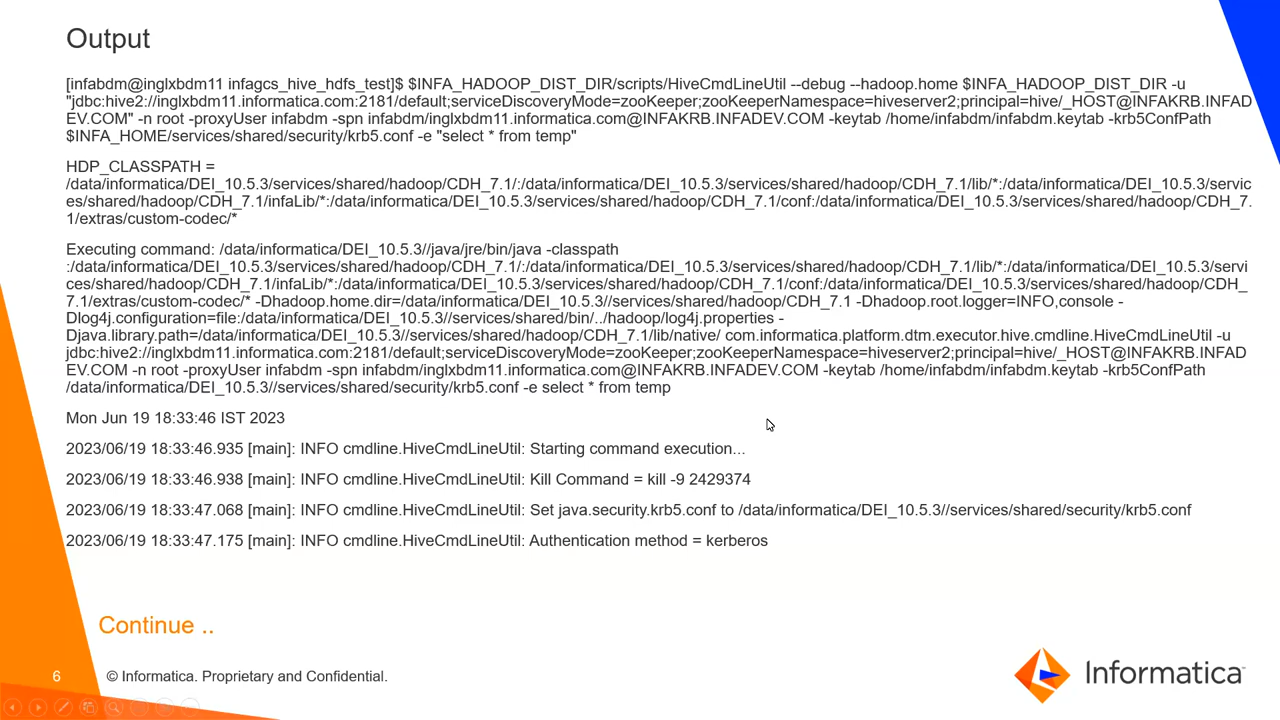 Output
[infabdm@inglxbdm11 infagcs_hive_hdfs_test]$ $INFA_HADOOP_DIST_DIR/scripts/HiveCmdLineUtil --debug --hadoop.home $INFA_HADOOP_DIST_DIR -u
"jdbc:hive2://inglxbdm11.informatica.com:2181/default;serviceDiscoveryMode=zooKeeper;zooKeeperNamespace=hiveserver2;principal=hive/_HOST@INFAKRB.INFAD
EV.COM" -n root -proxyUser infabdm -spn infabdm/inglxbdm11.informatica.com@INFAKRB.INFADEV.COM -keytab /home/infabdm/infabdm.keytab -krb5ConfPath
$INFA_HOME/services/shared/security/krb5.conf -e "select * from temp"
HDP_CLASSPATH =
/data/informatica/DEI_10.5.3/services/shared/hadoop/CDH_7.1/:/data/informatica/DEI_10.5.3/services/shared/hadoop/CDH_7.1/lib/*:/data/informatica/DEI_10.5.3/servic
es/shared/hadoop/CDH_7.1/infaLib/*:/data/informatica/DEI_10.5.3/services/shared/hadoop/CDH_7.1/conf:/data/informatica/DEI_10.5.3/services/shared/hadoop/CDH_7.
1/extras/custom-codec/*
Executing command: /data/informatica/DEI_10.5.3//java/jre/bin/java -classpath
:/data/informatica/DEI_10.5.3/services/shared/hadoop/CDH_7.1/:/data/informatica/DEI_10.5.3/services/shared/hadoop/CDH_7.1/lib/*:/data/informatica/DEI_10.5.3/servi
ces/shared/hadoop/CDH_7.1/infaLib/*:/data/informatica/DEI_10.5.3/services/shared/hadoop/CDH_7.1/conf:/data/informatica/DEI_10.5.3/services/shared/hadoop/CDH_
7.1/extras/custom-codec/* -Dhadoop.home.dir=/data/informatica/DEI_10.5.3//services/shared/hadoop/CDH_7.1 -Dhadoop.root.logger=INFO,console -
Dlog4j.configuration=file:/data/informatica/DEI_10.5.3//services/shared/bin/../hadoop/log4j.properties -
Djava.library.path=/data/informatica/DEI_10.5.3//services/shared/hadoop/CDH_7.1/lib/native/ com.informatica.platform.dtm.executor.hive.cmdline.HiveCmdLineUtil -u
jdbc:hive2://inglxbdm11.informatica.com:2181/default;serviceDiscoveryMode=zooKeeper;zooKeeperNamespace=hiveserver2;principal=hive/_HOST@INFAKRB.INFAD
EV.COM -n root -proxyUser infabdm -spn infabdm/inglxbdm11.informatica.com@INFAKRB.INFADEV.COM -keytab /home/infabdm/infabdm.keytab -krb5ConfPath
/data/informatica/DEI_10.5.3//services/shared/security/krb5.conf -e select * from temp
Mon Jun 19 18:33:46 IST 2023
2023/06/19 18:33:46.935 [main]: INFO cmdline.HiveCmdLineUtil: Starting command execution...
2023/06/19 18:33:46.938 [main]: INFO cmdline.HiveCmdLineUtil: Kill Command = kill -9 2429374
2023/06/19 18:33:47.068 [main]: INFO cmdline.HiveCmdLineUtil: Set java.security.krb5.conf to /data/informatica/DEI_10.5.3//services/shared/security/krb5.conf
2023/06/19 18:33:47.175 [main]: INFO cmdline.HiveCmdLineUtil: Authentication method = kerberos
Continue ..
6 © Informatica. Proprietary and Confidential.
Informatica